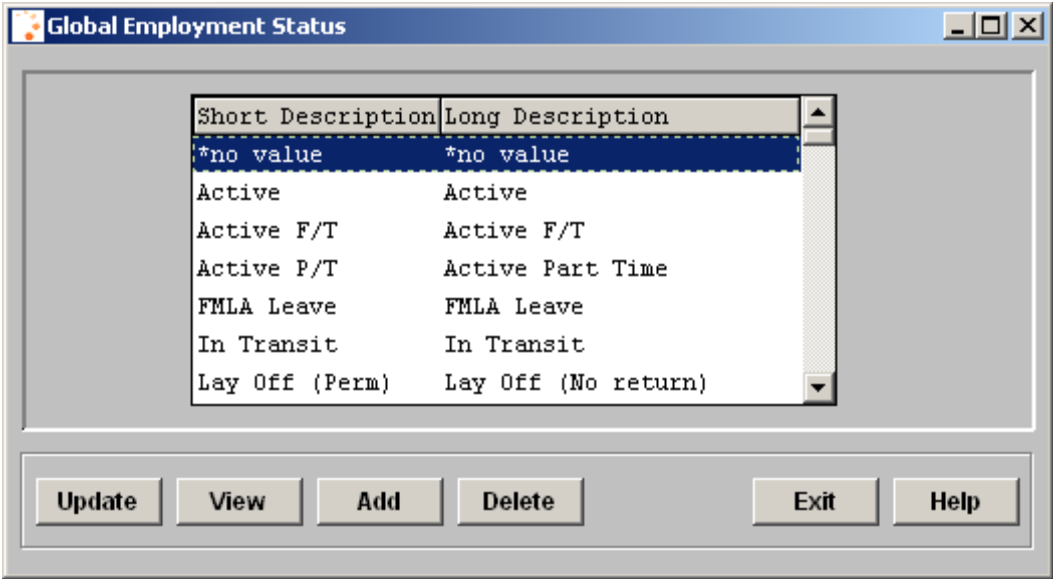 Global Employment Status
Short Description Long Description
*no value *no value
Active Active
Active F/T Active F/T
Active P/T Active Part Time
FMLA Leave FMLA Leave
In Transit In Transit
Lay Off (Perm) Lay Off (No return)
Update View Add Delete Exit Help